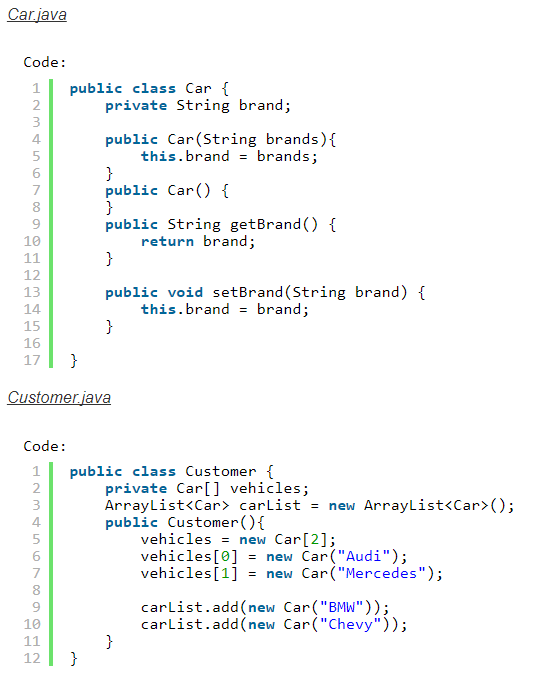 Car.java
Code:
1 public class Car {
2     private String brand;
3
4     public Car(String brands){
5         this.brand = brands;
6     }
7     public Car() {
8     }
9     public String getBrand() {
10         return brand;
11     }
12
13     public void setBrand(String brand) {
14         this.brand = brand;
15     }
16
17 }
Customer.java
Code:
1 public class Customer {
2     private Car[] vehicles;
3     ArrayList<Car> carList = new ArrayList<Car>();
4     public Customer(){
5         vehicles = new Car[2];
6         vehicles[0] = new Car("Audi");
7         vehicles[1] = new Car("Mercedes");
8
9         carList.add(new Car("BMW"));
10         carList.add(new Car("Chevy"));
11     }
12 }